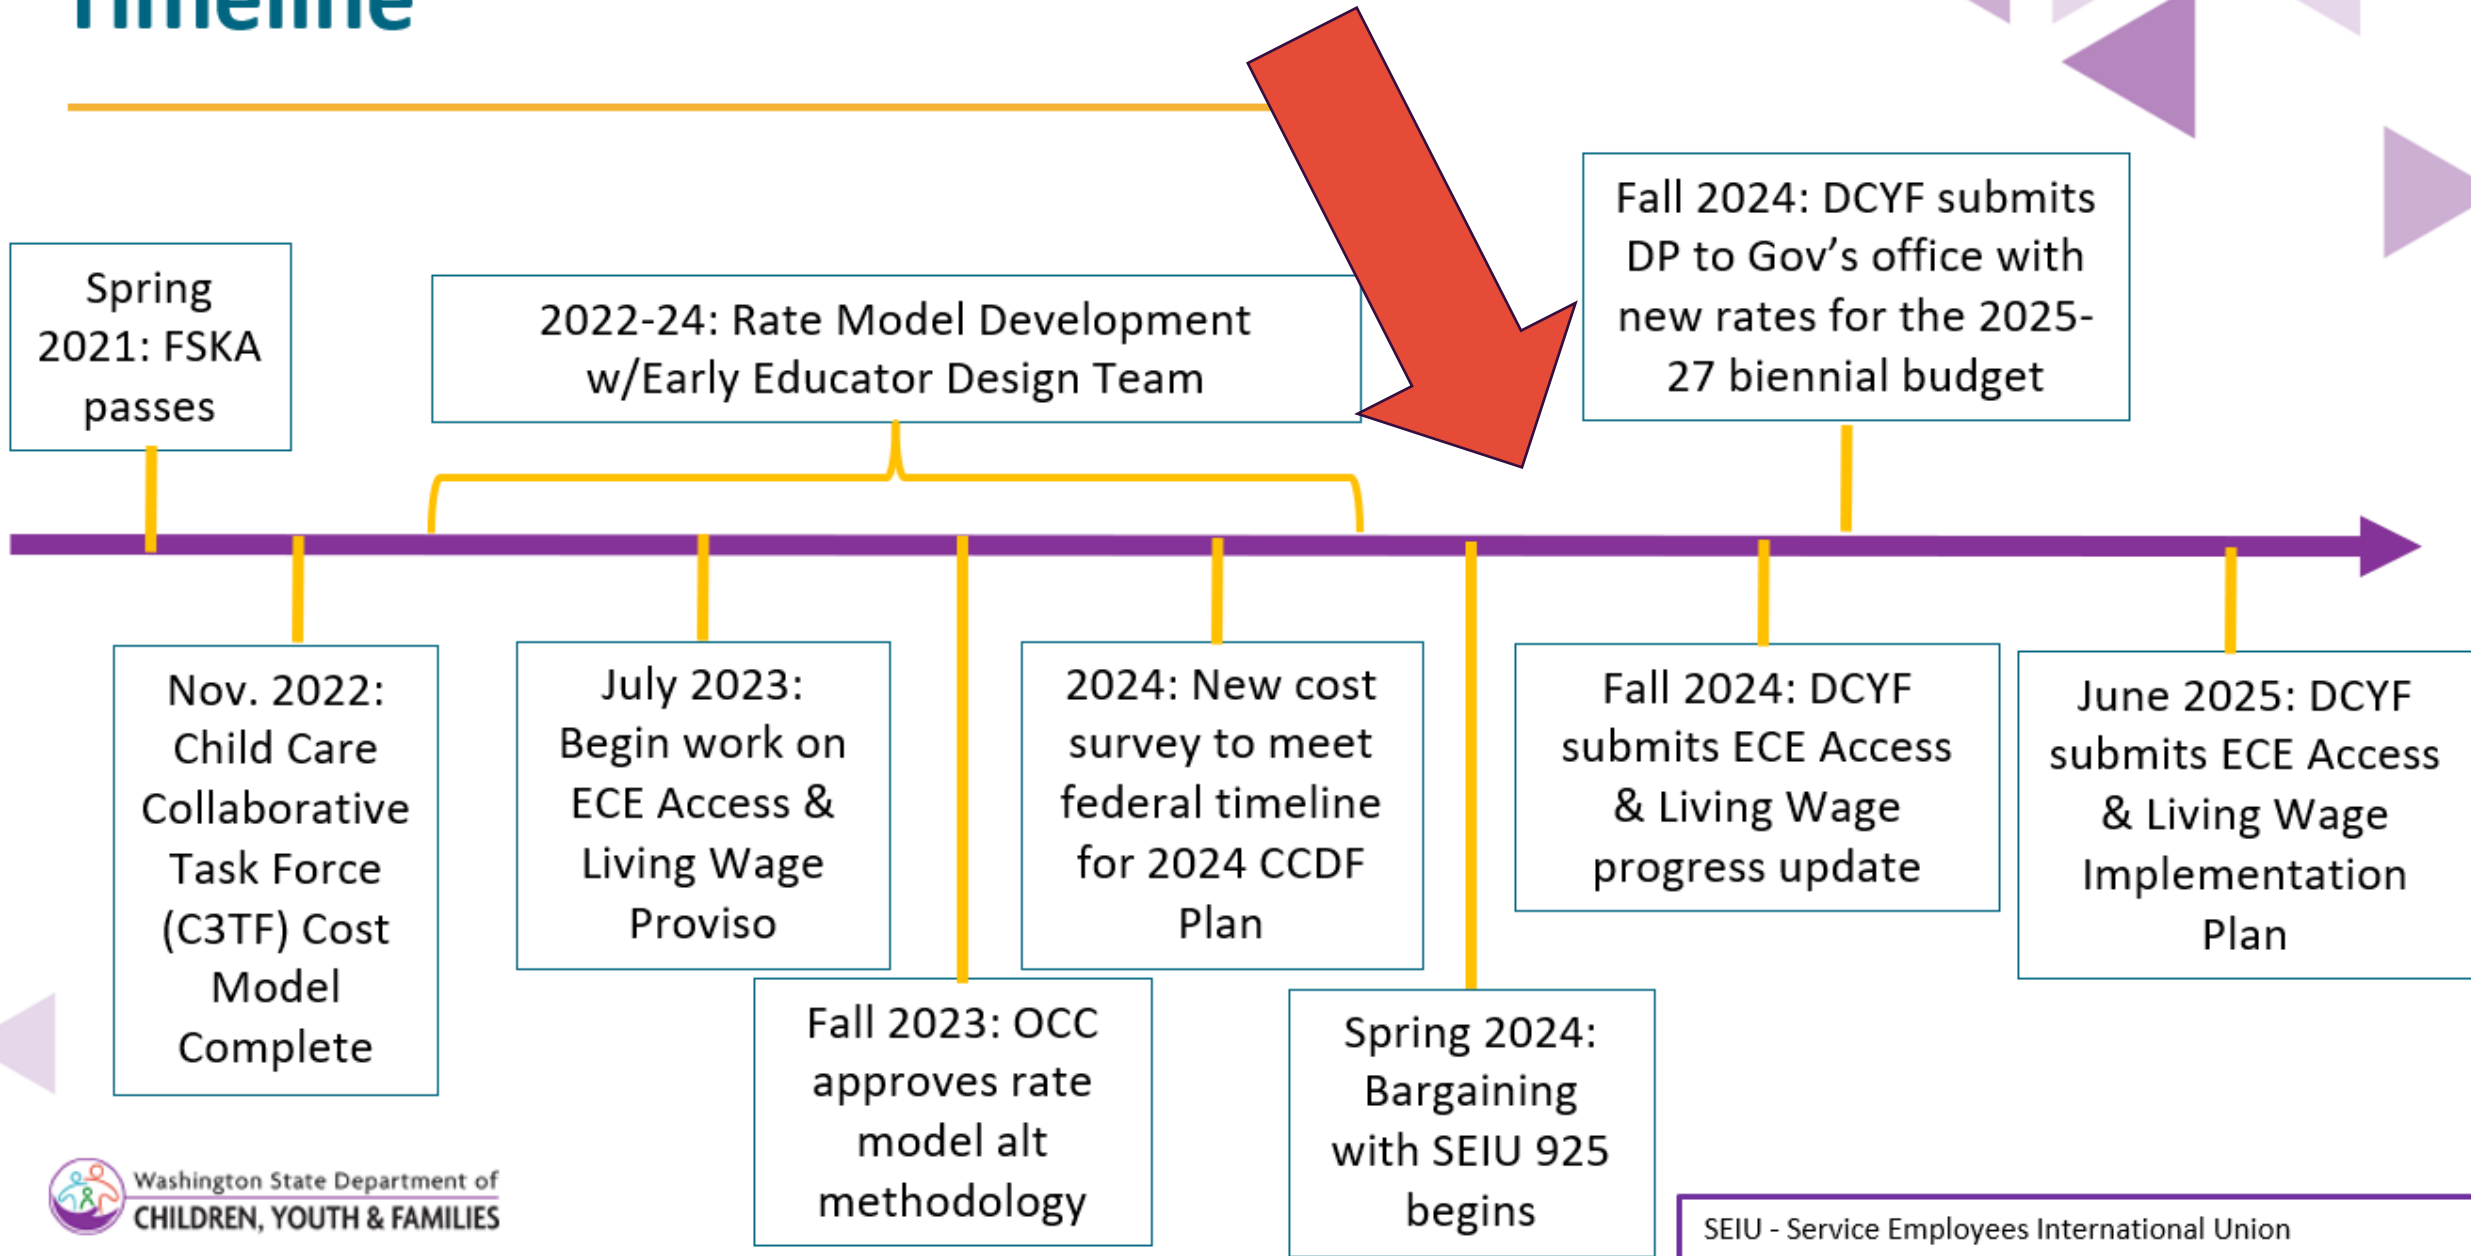 Timeline
Spring
2021: FSKA
passes
2022-24: Rate Model Development
w/Early Educator Design Team
Fall 2024: DCYF submits
DP to Gov’s office with
new rates for the 2025-
27 biennial budget
Nov. 2022:
Child Care
Collaborative
Task Force
(C3TF) Cost
Model
Complete
July 2023:
Begin work on
ECE Access &
Living Wage
Proviso
Fall 2023: OCC
approves rate
model alt
methodology
2024: New cost
survey to meet
federal timeline
for 2024 CCDF
Plan
Spring 2024:
Bargaining
with SEIU 925
begins
Fall 2024: DCYF
submits ECE Access
& Living Wage
progress update
June 2025: DCYF
submits ECE Access
& Living Wage
Implementation
Plan
Washington State Department of
CHILDREN, YOUTH & FAMILIES
SEIU - Service Employees International Union